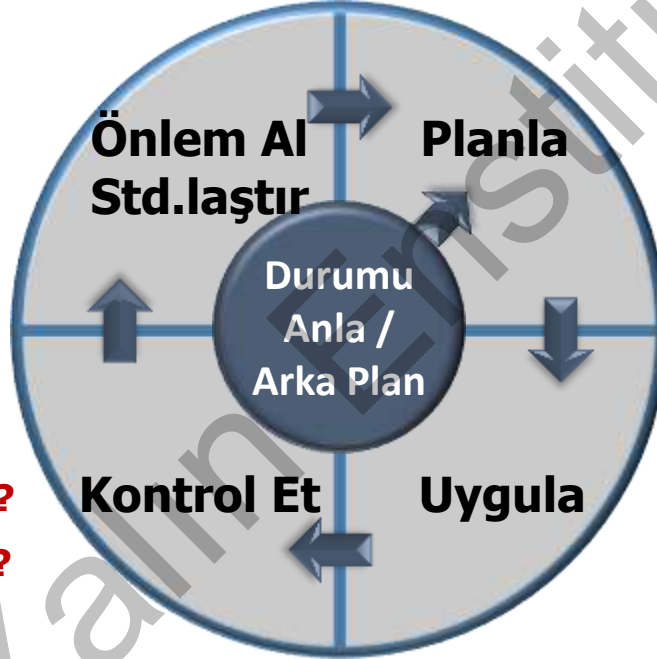 Önlem Al
Std.laştır
Planla
Durumu
Anla /
Arka Plan
?
?
Kontrol Et
Uygula